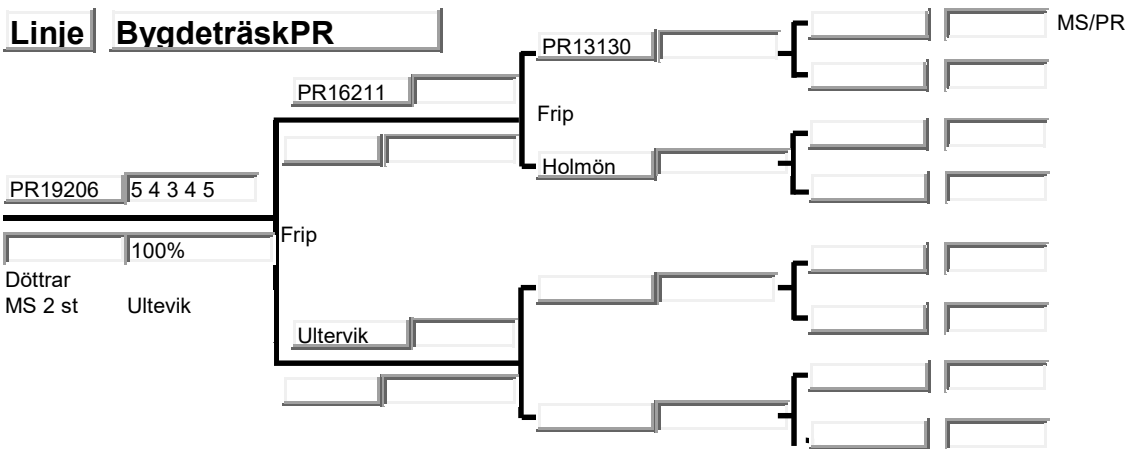 Linje BygdeträskPR
MS/PR
PR13130
PR16211
Frip
Holmön
PR19206 5 4 3 4 5
Frip
100%
Döttrar
MS 2 st Ultevik
Ultervik